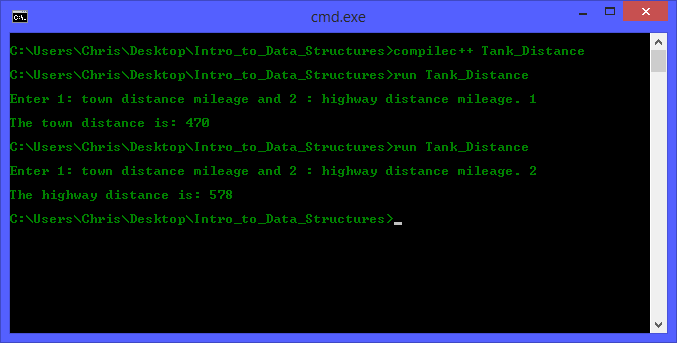 cmd.exe
C:\Users\Chris\Desktop\Intro_to_Data_Structures>compilec++ Tank_Distance
C:\Users\Chris\Desktop\Intro_to_Data_Structures>run Tank_Distance
Enter 1: town distance mileage and 2 : highway distance mileage. 1
The town distance is: 470
C:\Users\Chris\Desktop\Intro_to_Data_Structures>run Tank_Distance
Enter 1: town distance mileage and 2 : highway distance mileage. 2
The highway distance is: 578
C:\Users\Chris\Desktop\Intro_to_Data_Structures>